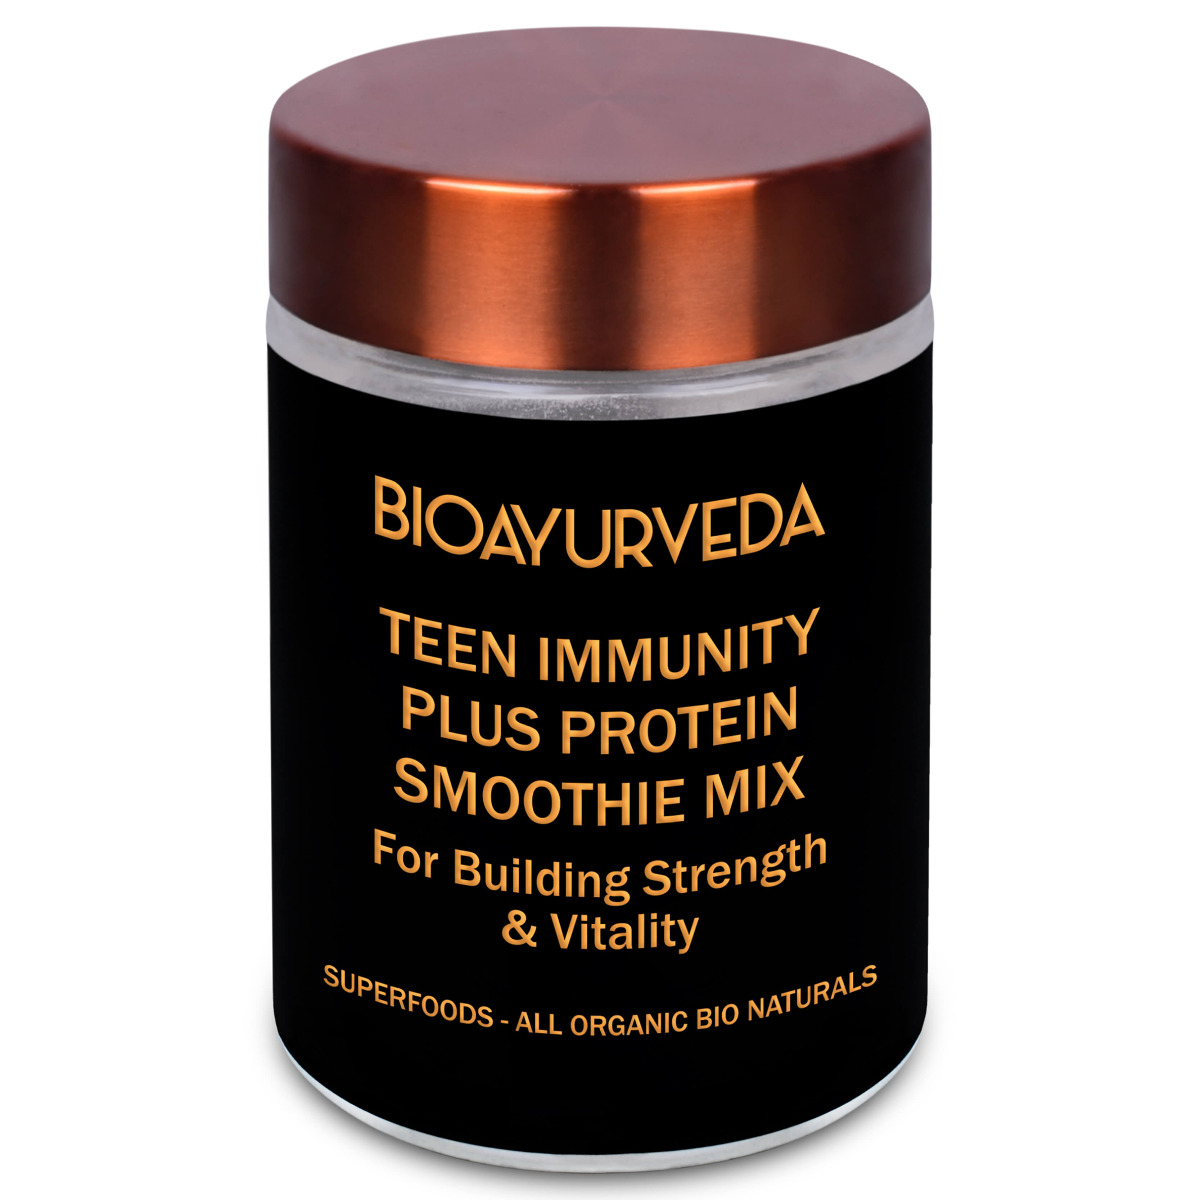 BIOAYURVEDA
TEEN IMMUNITY
PLUS PROTEIN
SMOOTHIE MIX
For Building Strength
& Vitality
SUPERFOODS - ALL ORGANIC BIO NATURALS